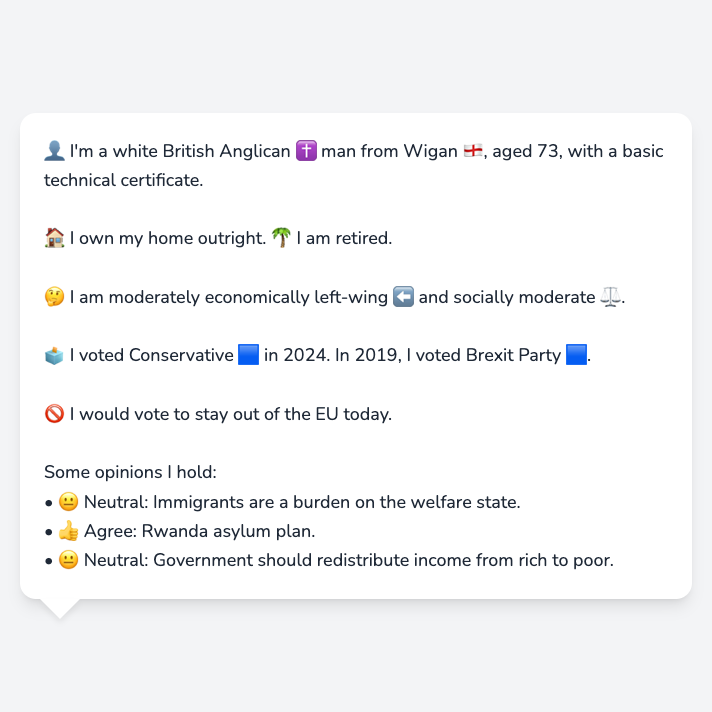 👤 I'm a white British Anglican ✝️ man from Wigan 🏴󠁧󠁢󠁥󠁮󠁧󠁿, aged 73, with a basic
technical certificate.
🏠 I own my home outright. 🌴 I am retired.
🤔 I am moderately economically left-wing ⬅️ and socially moderate ⚖️.
🗳️ I voted Conservative 🟦 in 2024. In 2019, I voted Brexit Party 🟦.
🚫 I would vote to stay out of the EU today.
Some opinions I hold:
• 😐 Neutral: Immigrants are a burden on the welfare state.
• 👍 Agree: Rwanda asylum plan.
• 😐 Neutral: Government should redistribute income from rich to poor.